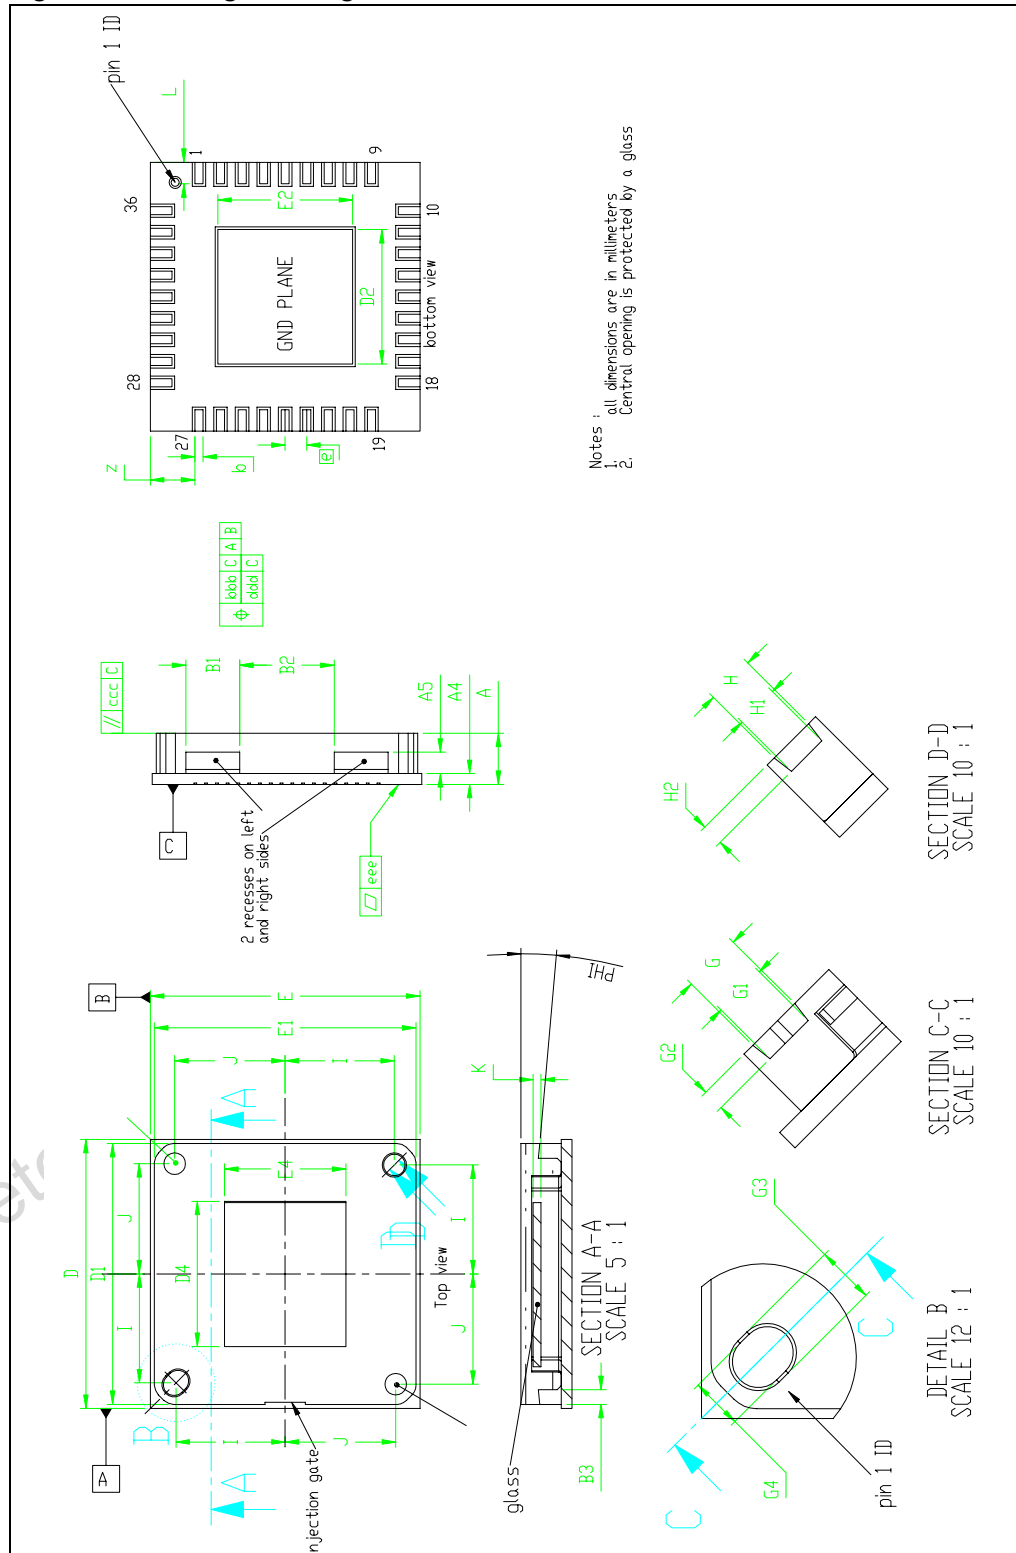 pin 1 ID
L
1
9
36
10
E2
GND PLANE
D2
bottom view
28
18
27
19
z
b
e
Notes :
1. all dimensions are in milimeters
2. Central opening is protected by a glass
⌖ bbb C A B
ddd C
// ccc C
B1
B2
A5
A4
A
C
2 recesses on left
and right sides
⏥ eee
H
H1
H2
SECTION D-D
SCALE 10 : 1
B
E
E1
J
I
A
K
PHI
G
G1
G2
SECTION C-C
SCALE 10 : 1
D
D1
J
I
D4
E4
D
I
J
Top view
B
I
J
A
A
njection gate
SECTION A-A
SCALE 5 : 1
glass
B3
G3
C
DETAIL B
SCALE 12 : 1
G4
C
pin 1 ID